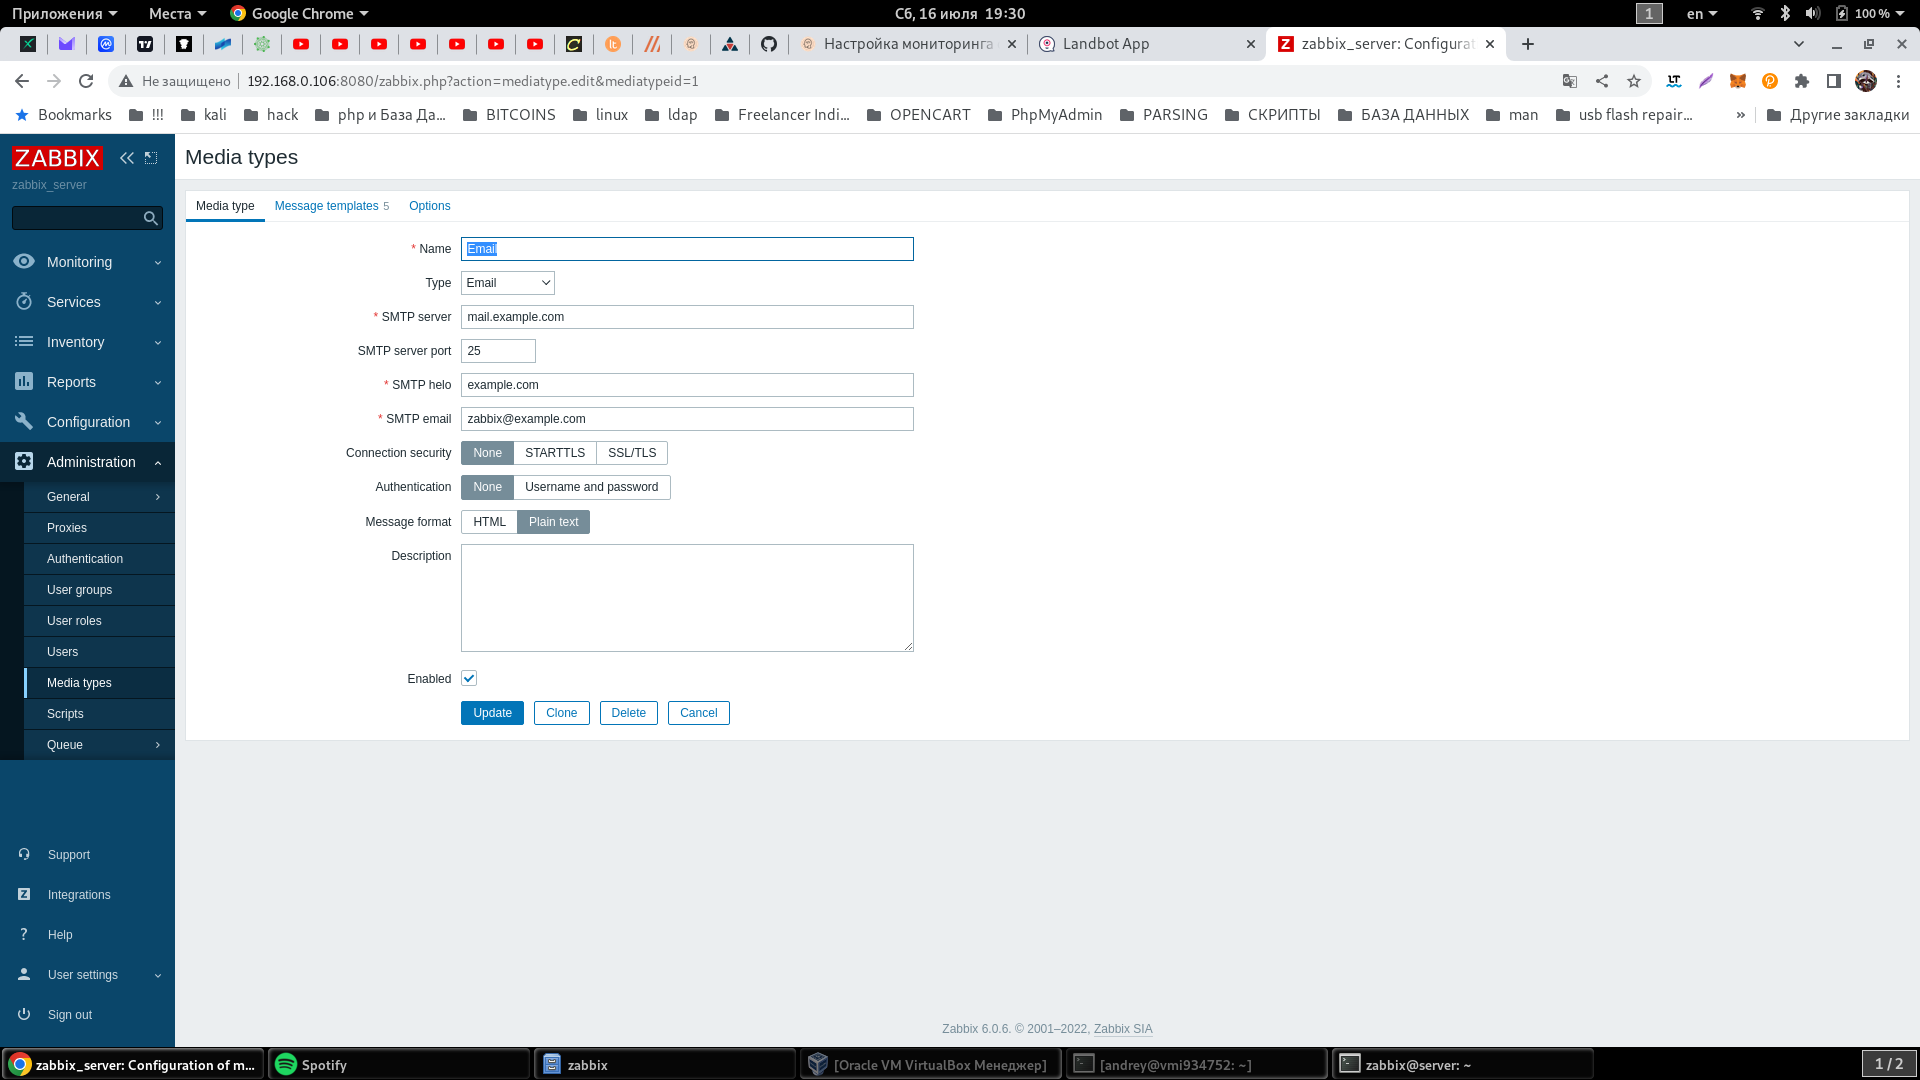 Приложения Места Google Chrome Сб, 16 июля 19:30 1 en 100 %
Настройка мониторинга Landbot App zabbix_server: Configurat
Не защищено 192.168.0.106:8080/zabbix.php?action=mediatype.edit&mediatypeid=1
Bookmarks !!! kali hack php и База Да... BITCOINS linux ldap Freelancer Indi... OPENCART PhpMyAdmin PARSING СКРИПТЫ БАЗА ДАННЫХ man usb flash repair... » Другие закладки
ZABBIX
zabbix_server
Monitoring
Services
Inventory
Reports
Configuration
Administration
General
Proxies
Authentication
User groups
User roles
Users
Media types
Scripts
Queue
Support
Integrations
Help
User settings
Sign out
Media types
Media type Message templates 5 Options
* Name Email
Type Email
* SMTP server mail.example.com
SMTP server port 25
* SMTP helo example.com
* SMTP email zabbix@example.com
Connection security None STARTTLS SSL/TLS
Authentication None Username and password
Message format HTML Plain text
Description
Enabled
Update Clone Delete Cancel
Zabbix 6.0.6. © 2001–2022, Zabbix SIA
zabbix_server: Configuration of m... Spotify zabbix [Oracle VM VirtualBox Менеджер] [andrey@vmi934752: ~] zabbix@server: ~ 1 / 2